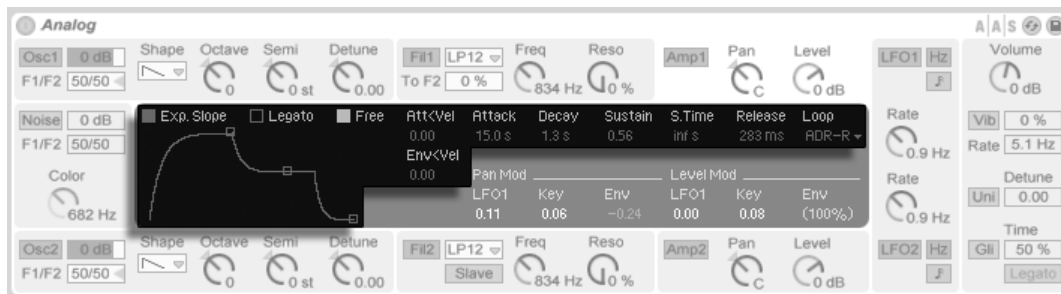 Analog
A|A|S
Osc1 0 dB Shape Octave Semi Detune Fil1 LP12 Freq Reso Amp1 Pan Level LFO1 Hz Volume
F1/F2 50/50 0 0 st 0.00 To F2 0 % 834 Hz 0 % C 0 dB 0 dB
Noise 0 dB Exp. Slope Legato Free Att<Vel Attack Decay Sustain S.Time Release Loop Rate Vib 0 %
F1/F2 50/50 0.00 15.0 s 1.3 s 0.56 inf s 283 ms ADR-R 0.9 Hz Rate 5.1 Hz
Env<Vel
Color 0.00 Pan Mod Level Mod Rate Detune
682 Hz LFO1 Key Env LFO1 Key Env 0.9 Hz Uni 0.00
0.11 0.06 -0.24 0.00 0.08 (100%)
Time
Osc2 0 dB Shape Octave Semi Detune Fil2 LP12 Freq Reso Amp2 Pan Level LFO2 Hz Gli 50 %
F1/F2 50/50 0 0 st 0.00 Slave 834 Hz 0 % C 0 dB Legato